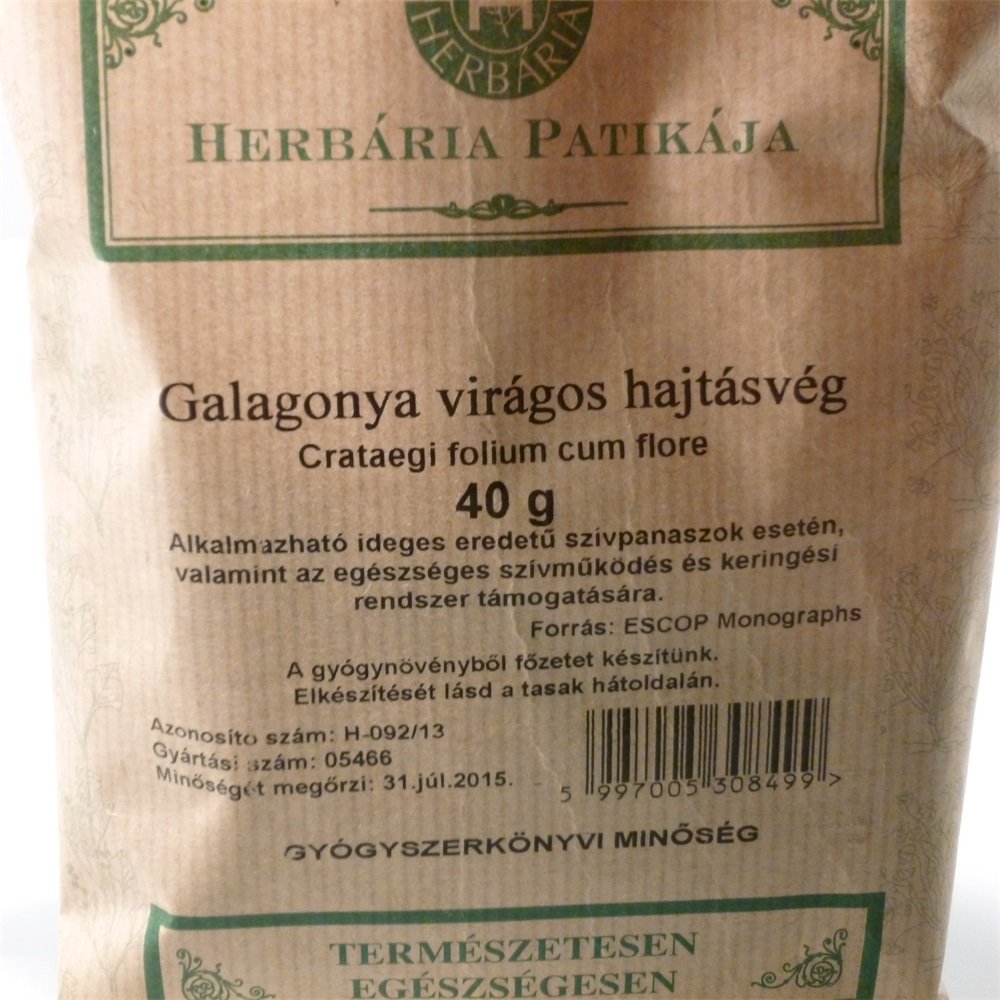 HERBÁRIA
HERBÁRIA PATIKÁJA
Galagonya virágos hajtásvég
Crataegi folium cum flore
40 g
Alkalmazható ideges eredetű szívpanaszok esetén,
valamint az egészséges szívműködés és keringési
rendszer támogatására.
Forrás: ESCOP Monographs
A gyógynövényből főzetet készítünk.
Elkészítését lásd a tasak hátoldalán.
Azonosító szám: H-092/13
Gyártási szám: 05466
Minőségét megőrzi: 31.júl.2015.
5 997005 308499 >
GYÓGYSZERKÖNYVI MINŐSÉG
TERMÉSZETESEN
EGÉSZSÉGESEN